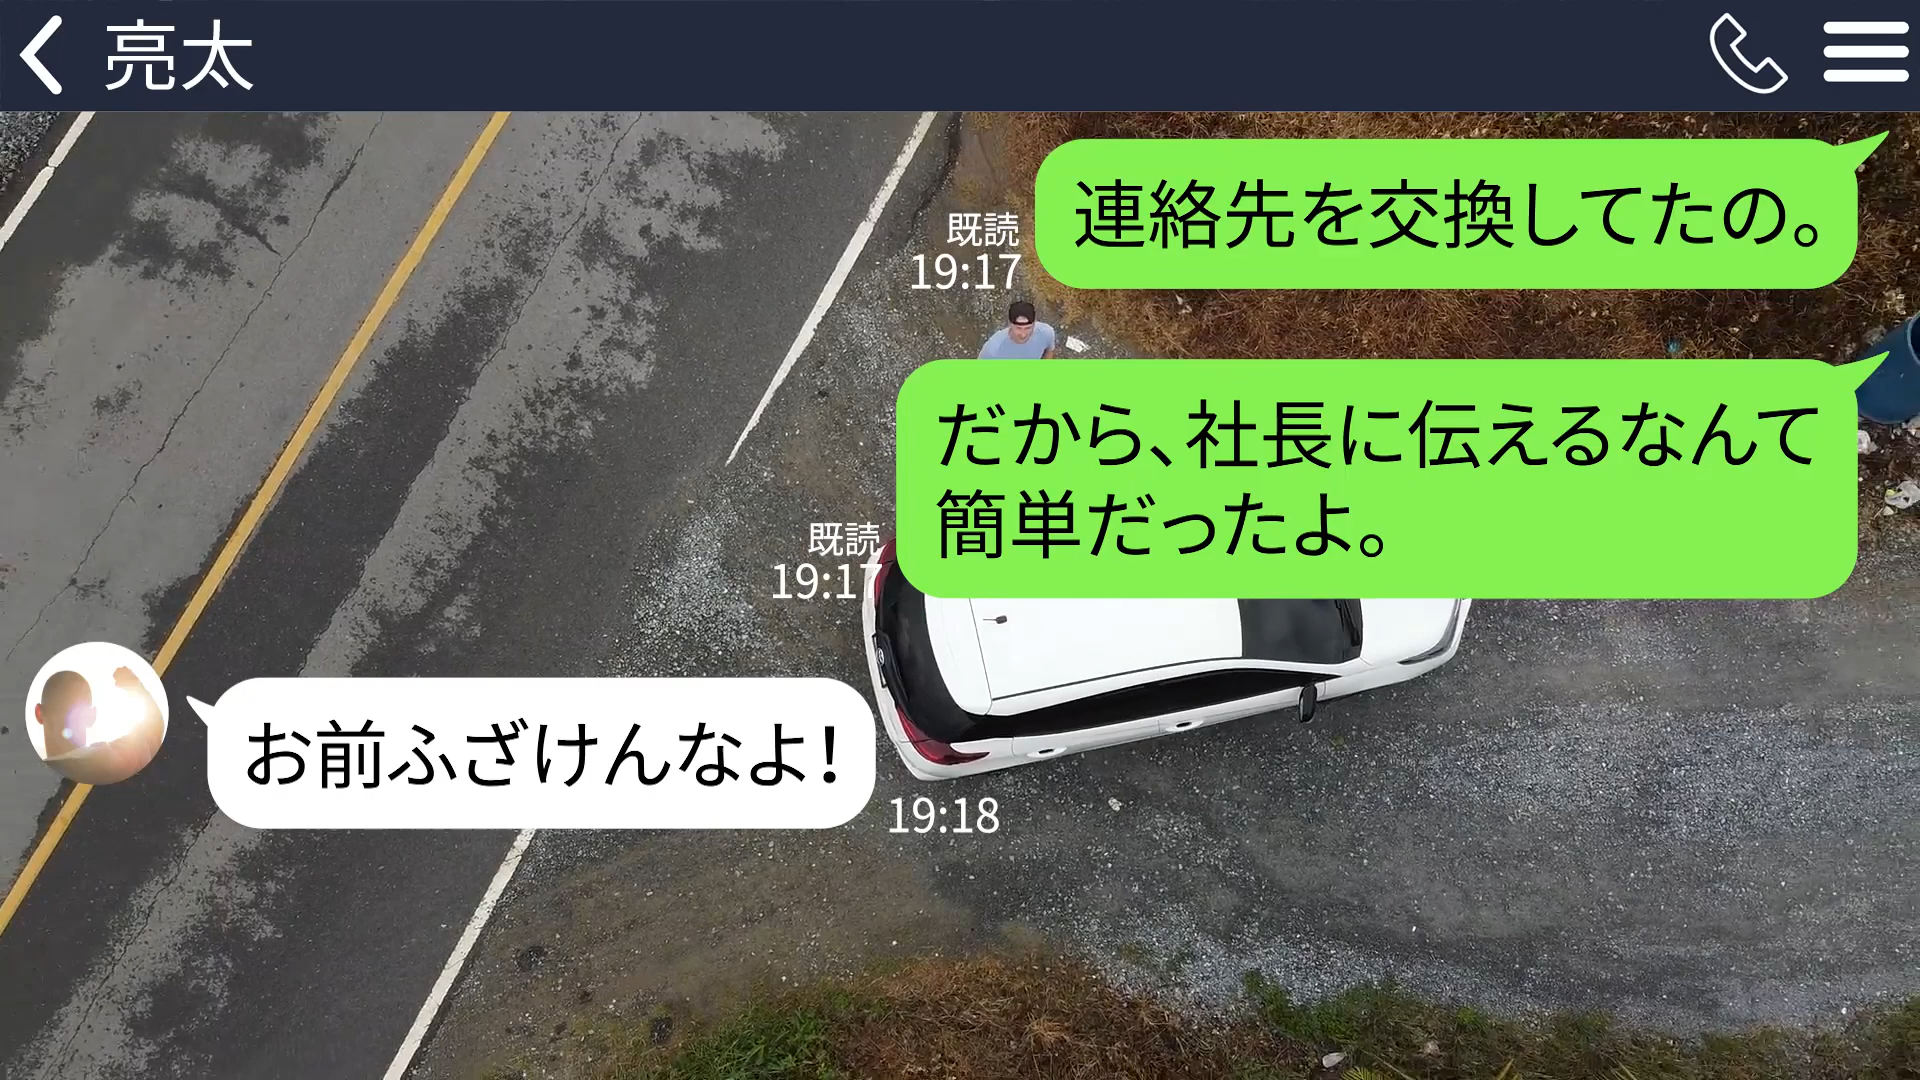 亮太
連絡先を交換してたの。
既読
19:17
だから、社長に伝えるなんて
簡単だったよ。
既読
19:17
お前ふざけんなよ！
19:18